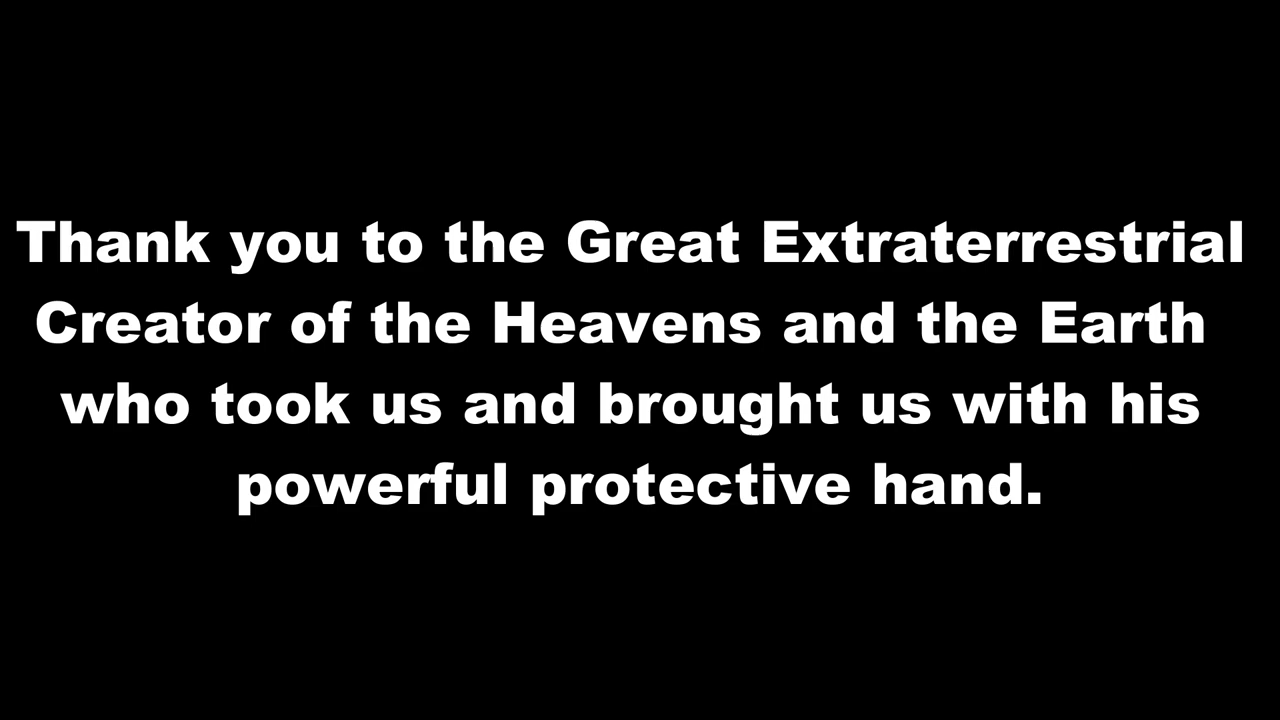 Thank you to the Great Extraterrestrial
Creator of the Heavens and the Earth
who took us and brought us with his
powerful protective hand.